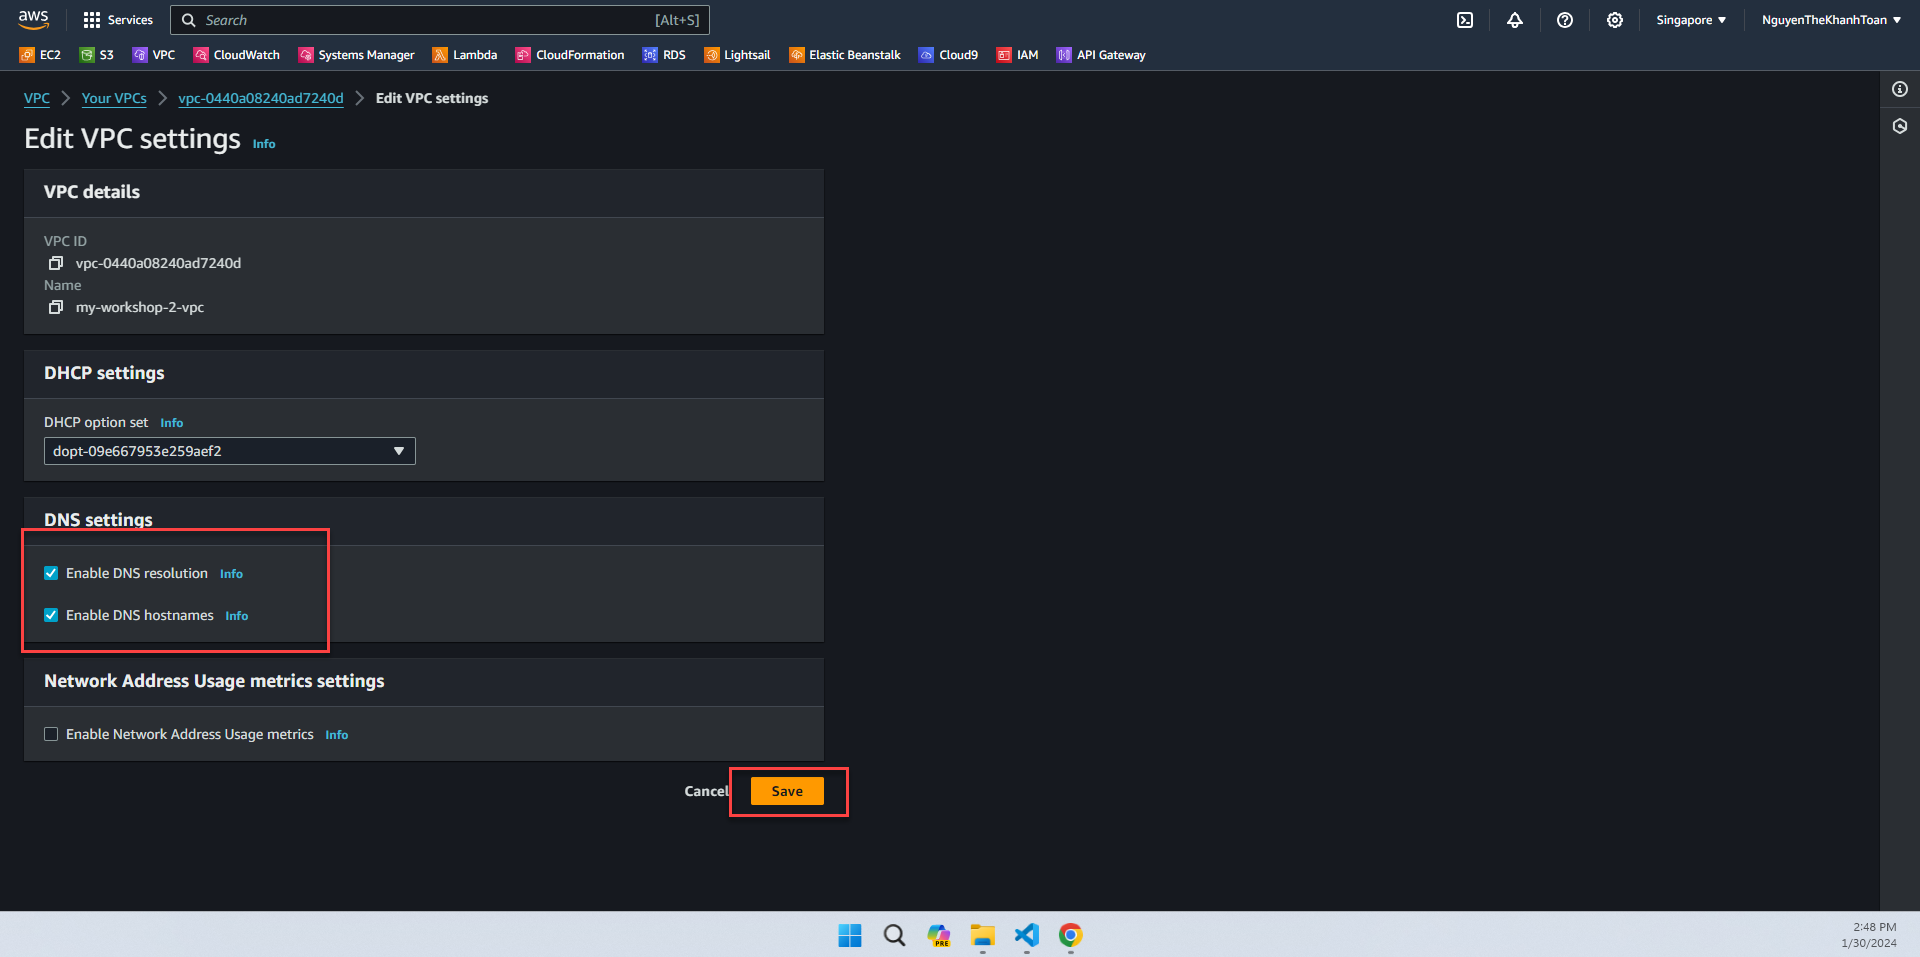 aws Services Search [Alt+S] Singapore NguyenTheKhanhToan
EC2 S3 VPC CloudWatch Systems Manager Lambda CloudFormation RDS Lightsail Elastic Beanstalk Cloud9 IAM API Gateway
VPC Your VPCs vpc-0440a08240ad7240d Edit VPC settings
Edit VPC settings Info
VPC details
VPC ID
vpc-0440a08240ad7240d
Name
my-workshop-2-vpc
DHCP settings
DHCP option set Info
dopt-09e667953e259aef2
DNS settings
Enable DNS resolution Info
Enable DNS hostnames Info
Network Address Usage metrics settings
Enable Network Address Usage metrics Info
Cancel Save
PRE
2:48 PM
1/30/2024